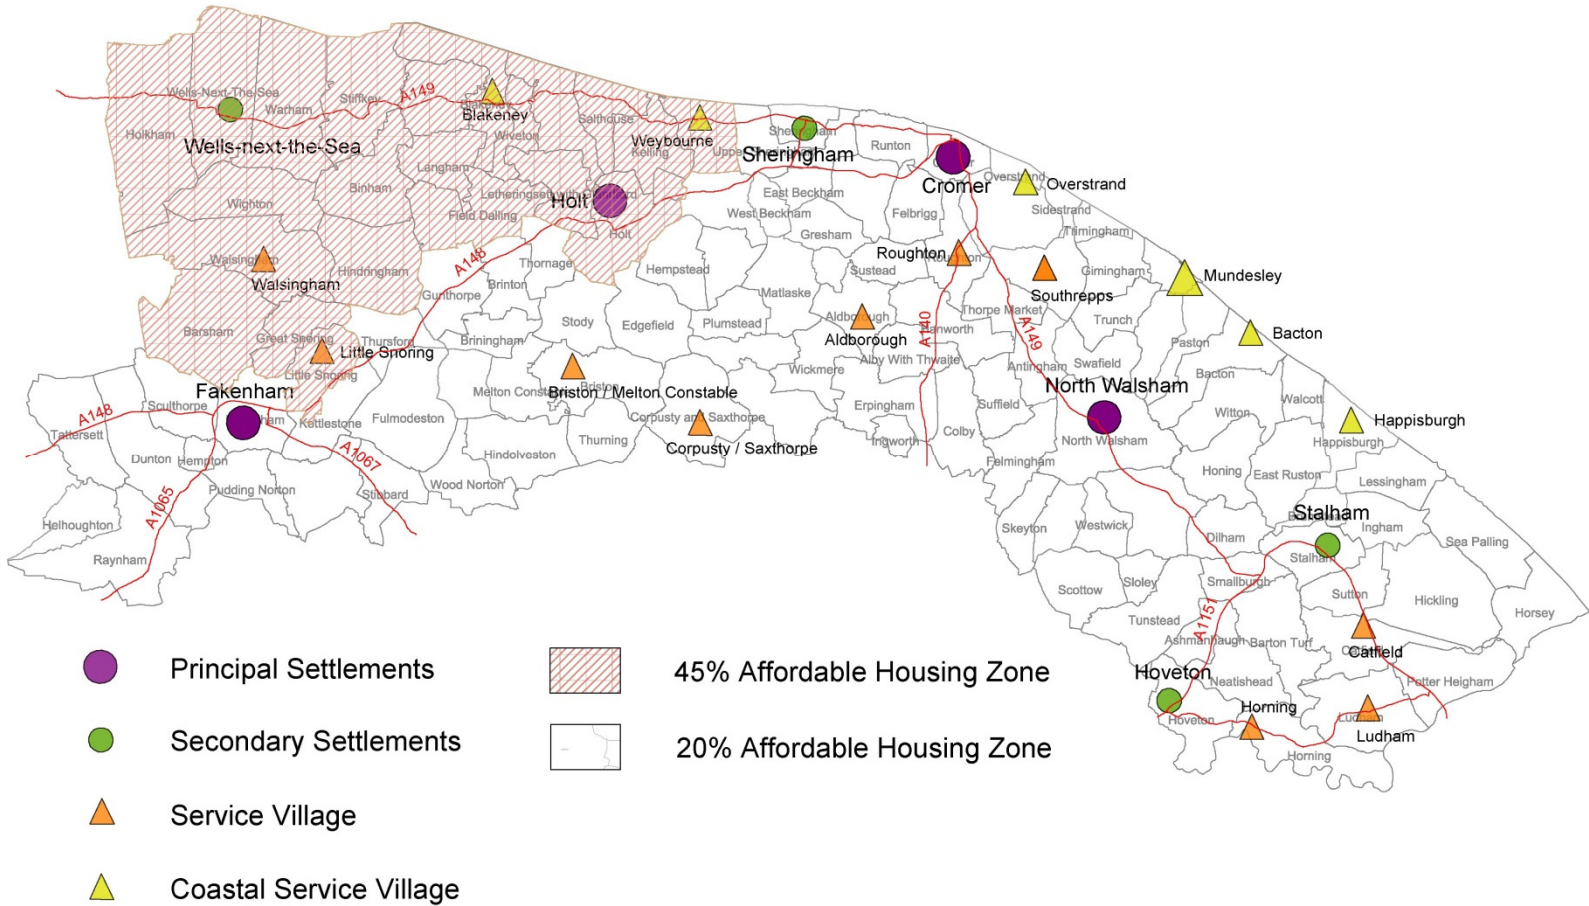 Wells-Next-The-Sea
Warham
Stiffkey
A149
Blakeney
Blakeney
Holkham
Wells-next-the-Sea
Wiveton
Salthouse
Weybourne
Kelling
Upper Sheringham
Sheringham
Sheringham
Runton
Cromer
Langham
Binham
Wighton
Letheringsett with Glandford
Holt
Field Dalling
Holt
East Beckham
West Beckham
Felbrigg
Gresham
Overstrand
Overstrand
Sidestrand
Trimingham
Walsingham
Walsingham
Hindringham
A148
Thornage
Brinton
Gunthorpe
Hempstead
Matlaske
Sustead
Roughton
Roughton
Southrepps
Gimingham
Mundesley
Barsham
Great Snoring
Thursford
Little Snoring
Little Snoring
Stody
Briningham
Edgefield
Plumstead
Aldborough
Aldborough
Hanworth
A140
Thorpe Market
A149
Trunch
Bacton
Paston
Alby With Thwaite
Wickmere
Antingham
Swafield
Bacton
Fakenham
Sculthorpe
A148
Tattersett
Kettlestone
Fulmodeston
Melton Constable
Briston
Briston / Melton Constable
Corpusty and Saxthorpe
Corpusty / Saxthorpe
Erpingham
Suffield
North Walsham
North Walsham
Witton
Walcott
Happisburgh
Happisburgh
Dunton
Hempton
A1067
Hindolveston
Thurning
Ingworth
Colby
Felmingham
Honing
East Ruston
Lessingham
Pudding Norton
Stibbard
Wood Norton
A1065
Helhoughton
Raynham
Skeyton
Westwick
Dilham
Stalham
Stalham
Ingham
Sea Palling
Scottow
Sloley
Smallburgh
Sutton
Hickling
Horsey
Tunstead
A1151
Ashmanhaugh
Barton Turf
Catfield
Hoveton
Neatishead
Potter Heigham
Hoveton
Horning
Ludham
Ludham
Horning
Principal Settlements
45% Affordable Housing Zone
Secondary Settlements
20% Affordable Housing Zone
Service Village
Coastal Service Village